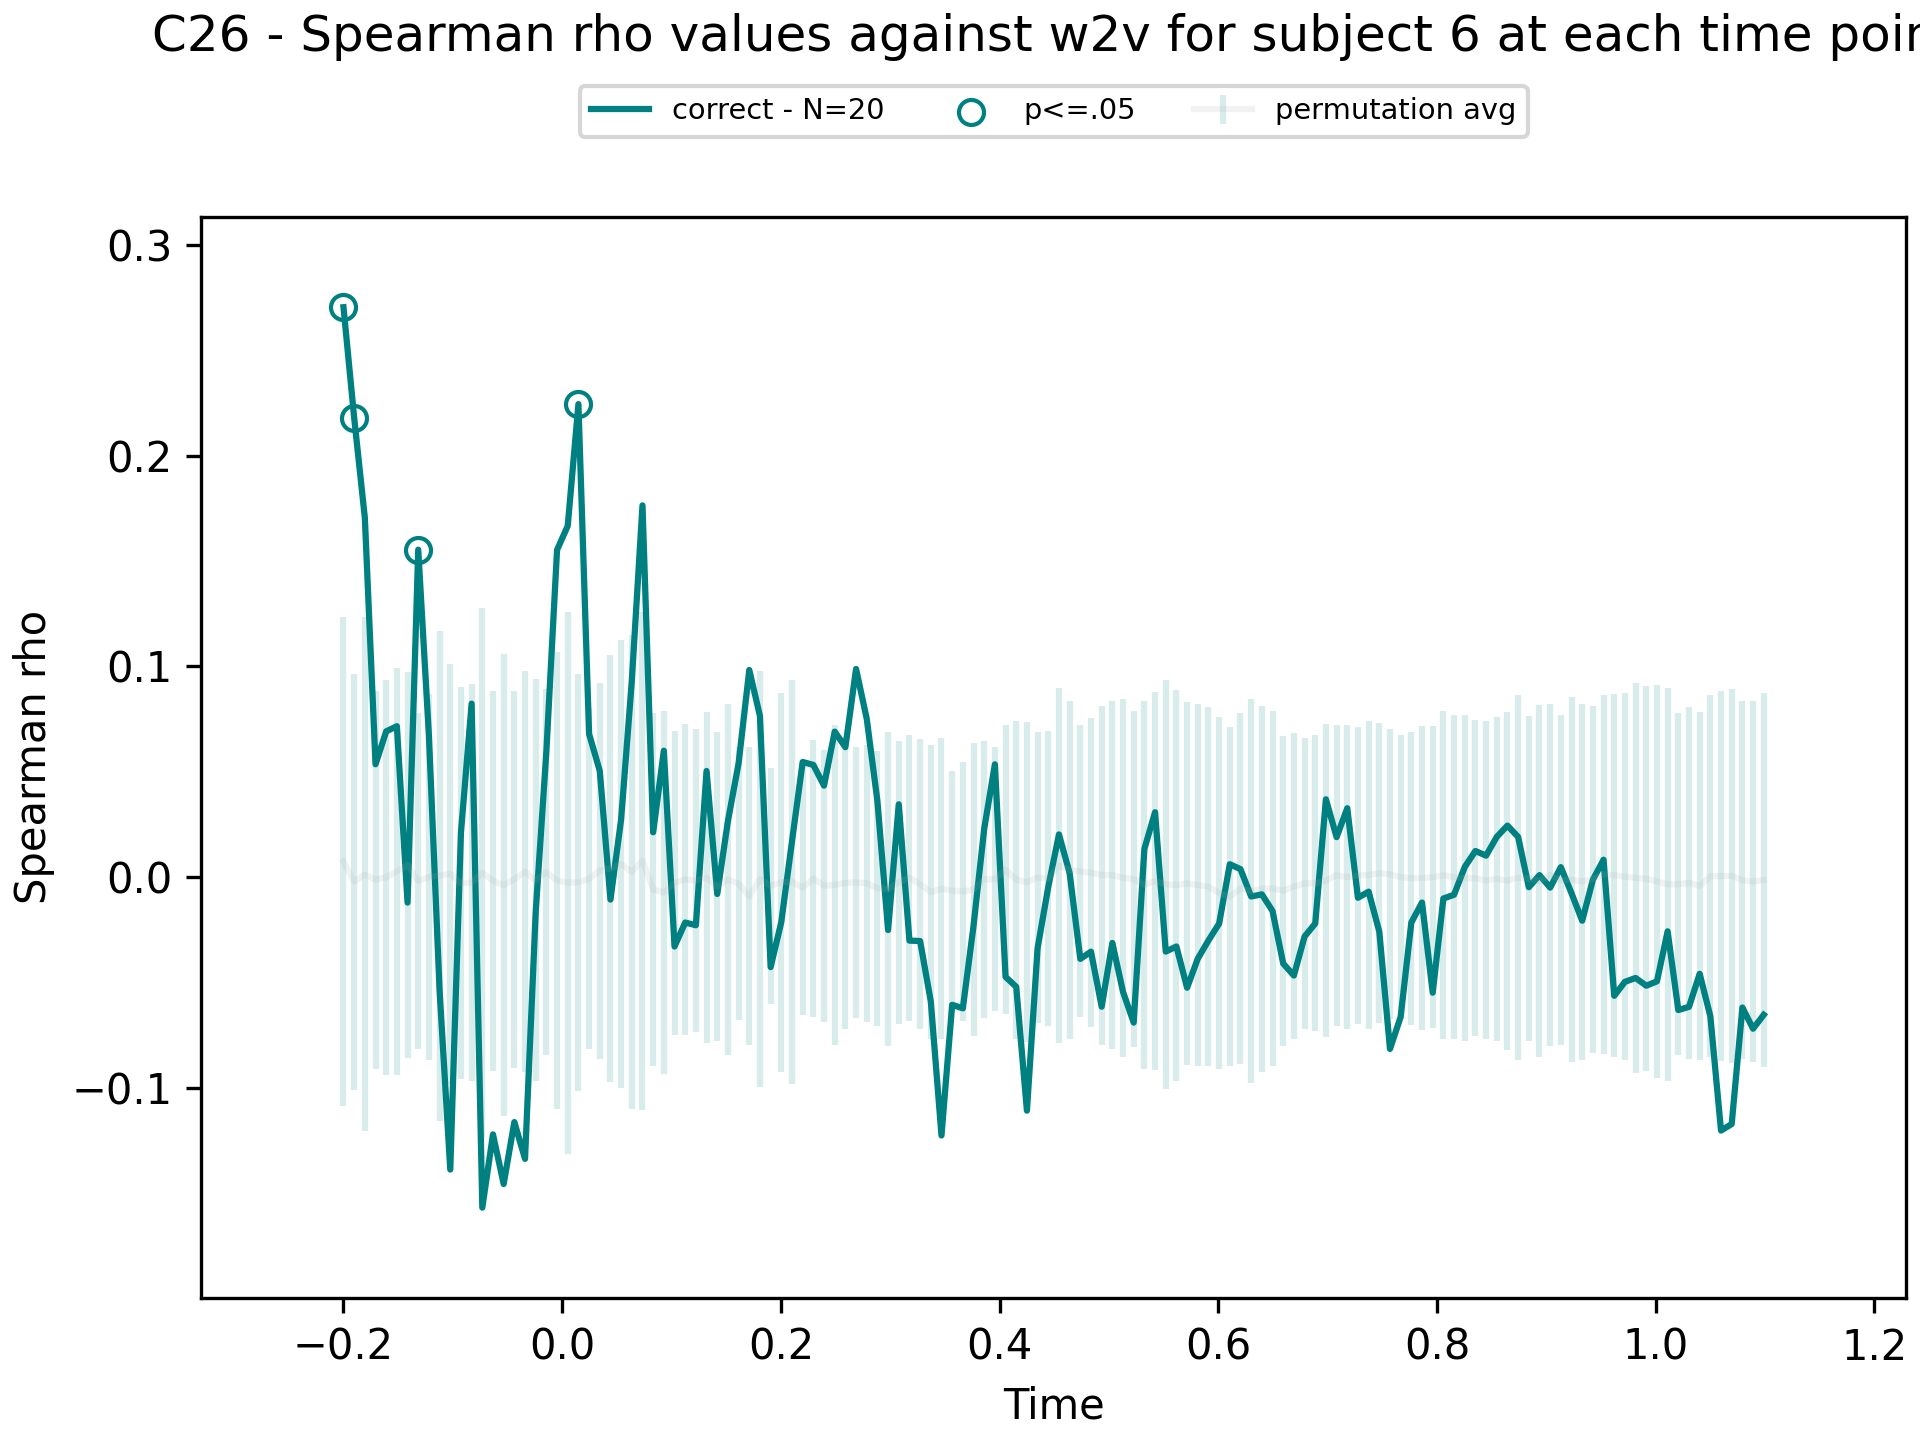 C26 - Spearman rho values against w2v for subject 6 at each time poin
correct - N=20 p<=.05 permutation avg
0.3
0.2
0.1
0.0
−0.1
Spearman rho
−0.2 0.0 0.2 0.4 0.6 0.8 1.0 1.2
Time